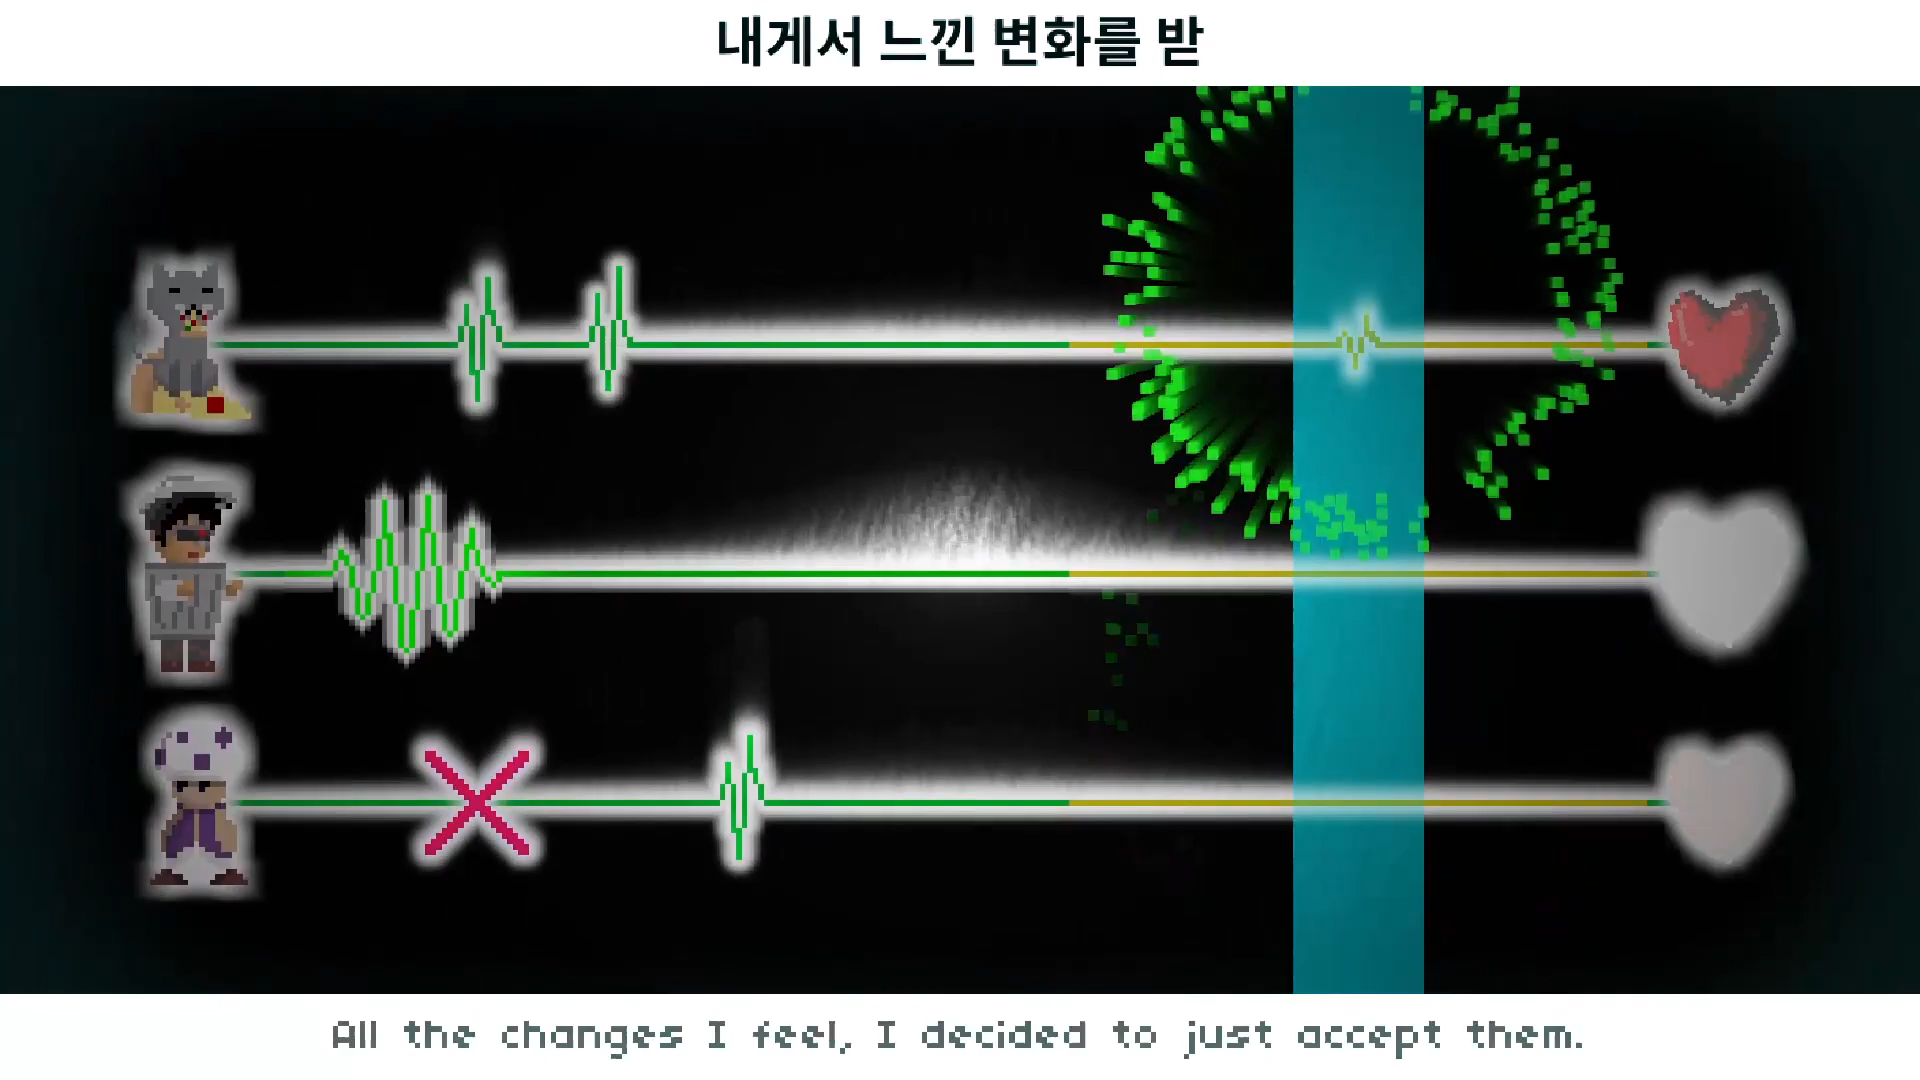 내게서 느낀 변화를 받
All the changes I feel, I decided to just accept them.